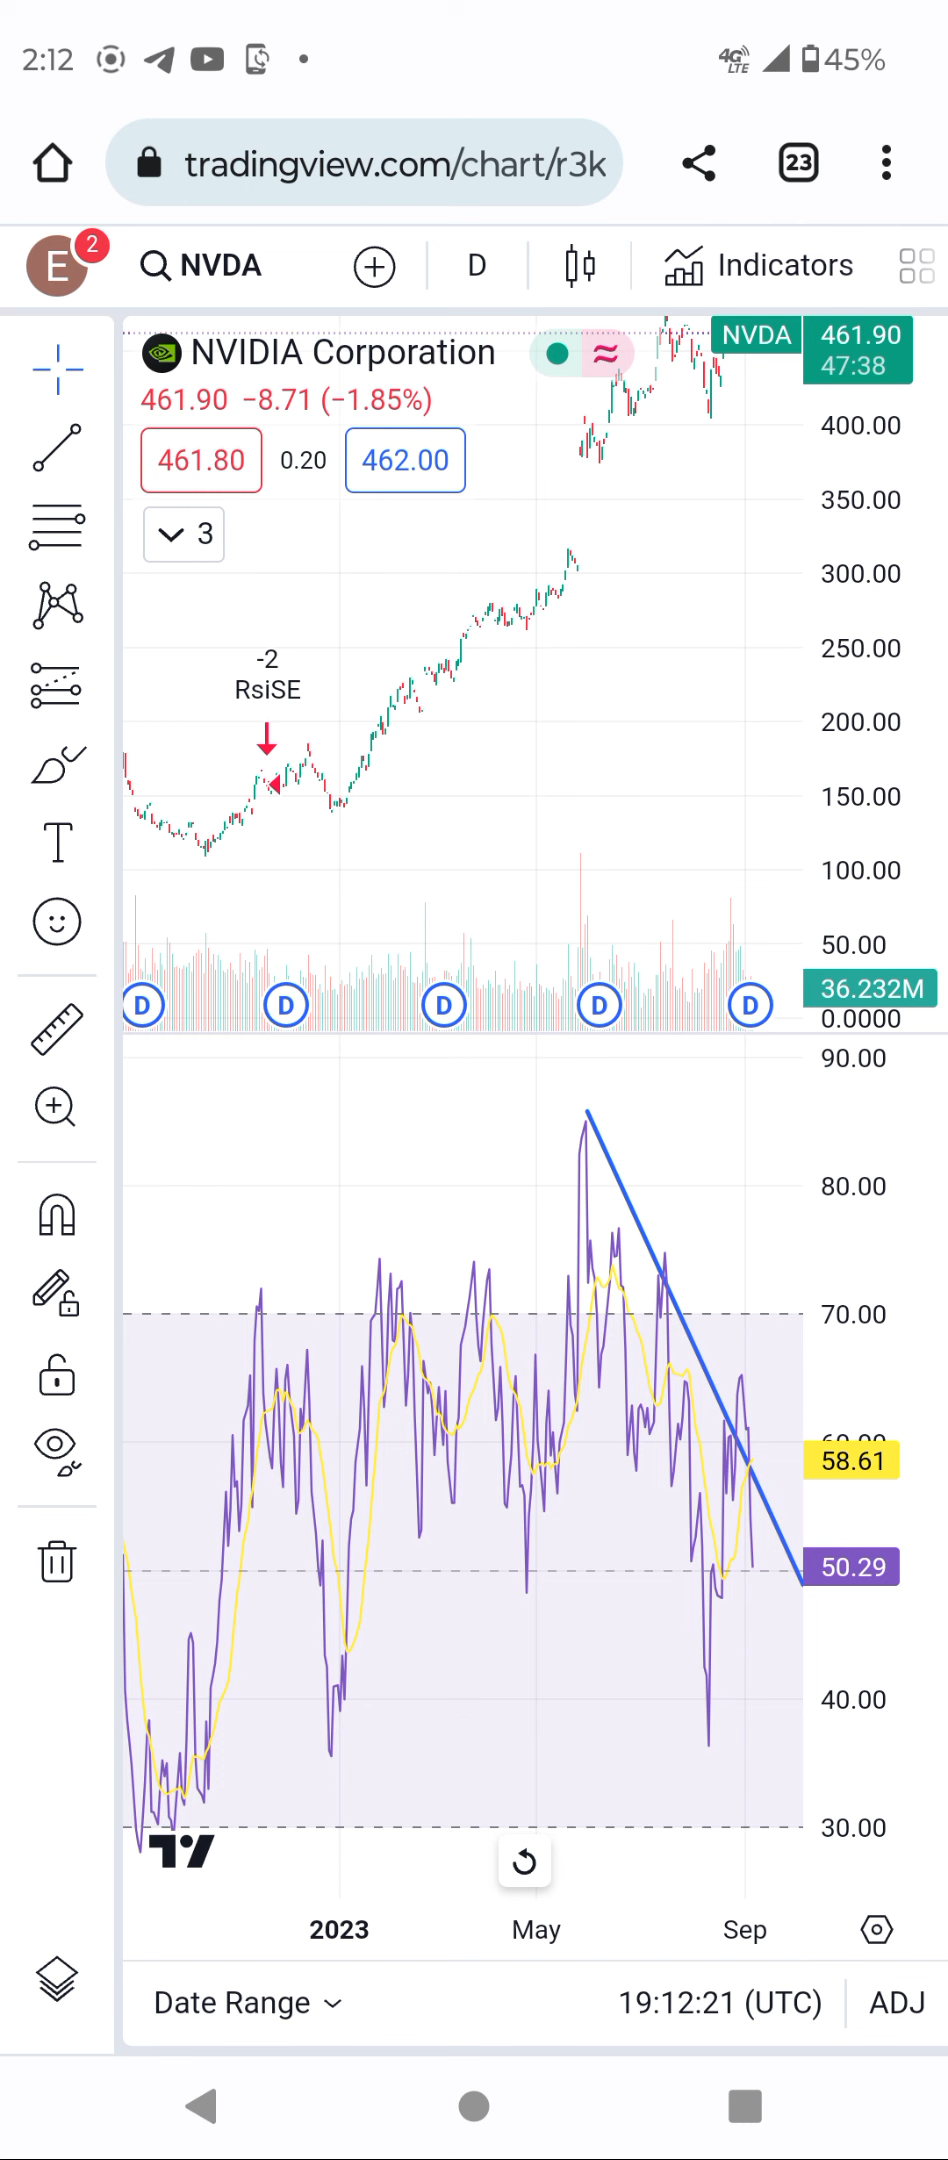 2:12
4G LTE
45%
tradingview.com/chart/r3k
23
E
2
NVDA
D
Indicators
NVIDIA Corporation
NVDA
461.90
47:38
461.90 −8.71 (−1.85%)
461.80
0.20
462.00
3
400.00
350.00
300.00
250.00
200.00
150.00
100.00
50.00
36.232M
0.0000
-2
RsiSE
D
D
D
D
D
90.00
80.00
70.00
60.00
58.61
50.29
40.00
30.00
2023
May
Sep
Date Range
19:12:21 (UTC)
ADJ